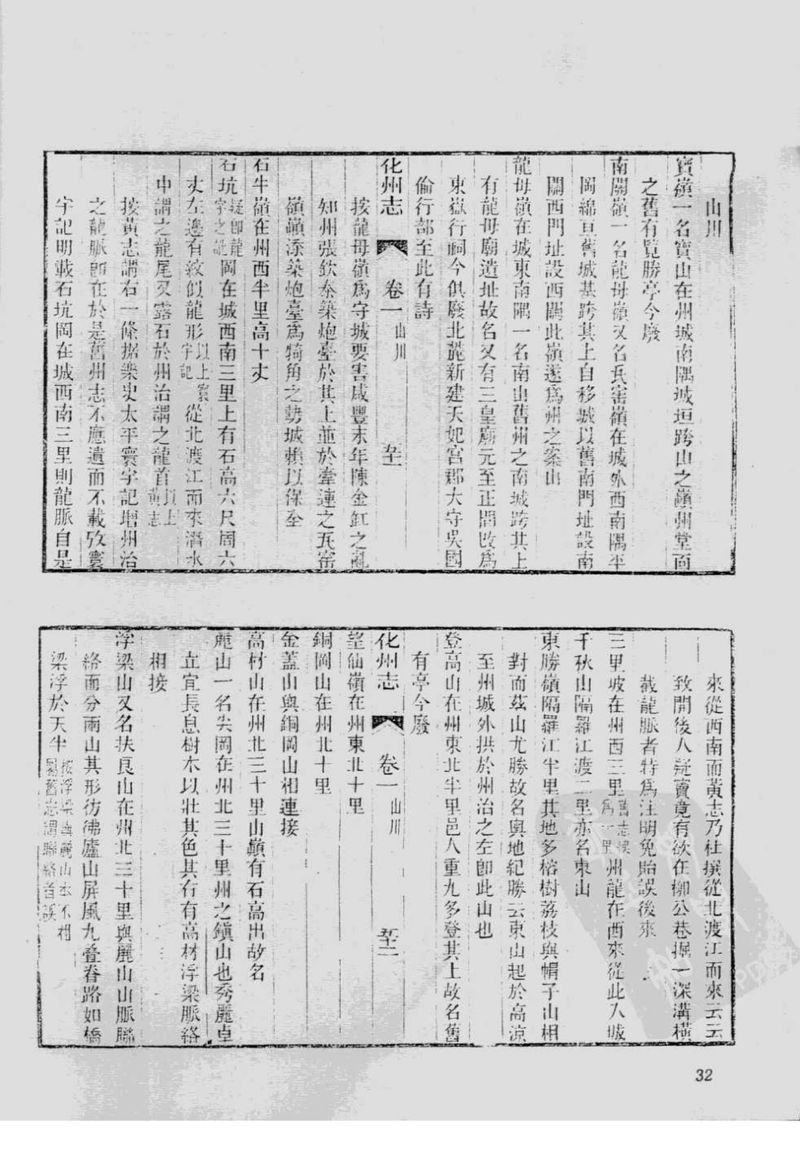 山川
寶嶺一名寶山在州城南隅城垣跨山之巔州堂面
之舊有覽勝亭今廢
南關嶺一名龍母嶺又名瓦窑嶺在城外西南隅半
岡綿亘舊城基跨其上自移城以舊南門址設南
關西門址設西關此嶺遂爲州之案山
龍母嶺在城東南隅一名南山舊州之南城跨其上
有龍母廟遺址故名又有三皇廟元至正間改爲
東嶽行祠今俱廢北麓新建天妃宮郡大守吳國
倫行部至此有詩
化州志 卷一 山川
按龍母嶺爲守城要害咸豐末年陳金釭之亂
知州張欽泰築炮臺於其上並於牽連之瓦窑
嶺嶺添築炮臺爲犄角之勢城賴以保全
石牛嶺在州西半里高十丈
石坑疑卽龍字之誤岡在城西南三里上有石高六尺周六
丈左邊有紋似龍形以上寰宇記從北渡江而來潛水
中謂之龍尾又露石於州治謂之龍首以上黃志
按黃志謂右一條據樂史太平寰宇記增州治
之龍脈卽在於是舊州志不應遺而不載攷寰
宇記明載石坑岡在城西南三里則龍脈自是
來從西南而黃志乃杜撰從北渡江而來云云
致開後人疑竇竟有欲在柳公巷掘一深溝橫
截龍脈者特爲注明免貽誤後來
三里坡在州西三里舊志誤爲一里州龍在西來從此入城
千秋山隔羅江渡二里亦名東山
東勝嶺隔羅江半里其地多榕樹荔枝與帽子山相
對而茲山尤勝故名輿地紀勝云東山起於高涼
至州城外拱於州治之左卽此山也
登高山在州東北半里邑人重九多登其上故名舊
有亭今廢
化州志 卷一 山川
望仙嶺在州東北十里
銅岡山在州北十里
金蓋山與銅岡山相連接
高材山在州北三十里山巔有石高出故名
麗山一名尖岡在州北三十里州之鎮山也秀麗卓
立宜長息樹木以壯其色其右有高材浮梁脈絡
相接
浮梁山又名扶良山在州北三十里與麗山山脈聯
絡而分兩山其形彷彿廬山屏風九叠脊路如橋
梁浮於天半按浮梁與麗山本不相屬舊志謂聯絡者誤
32